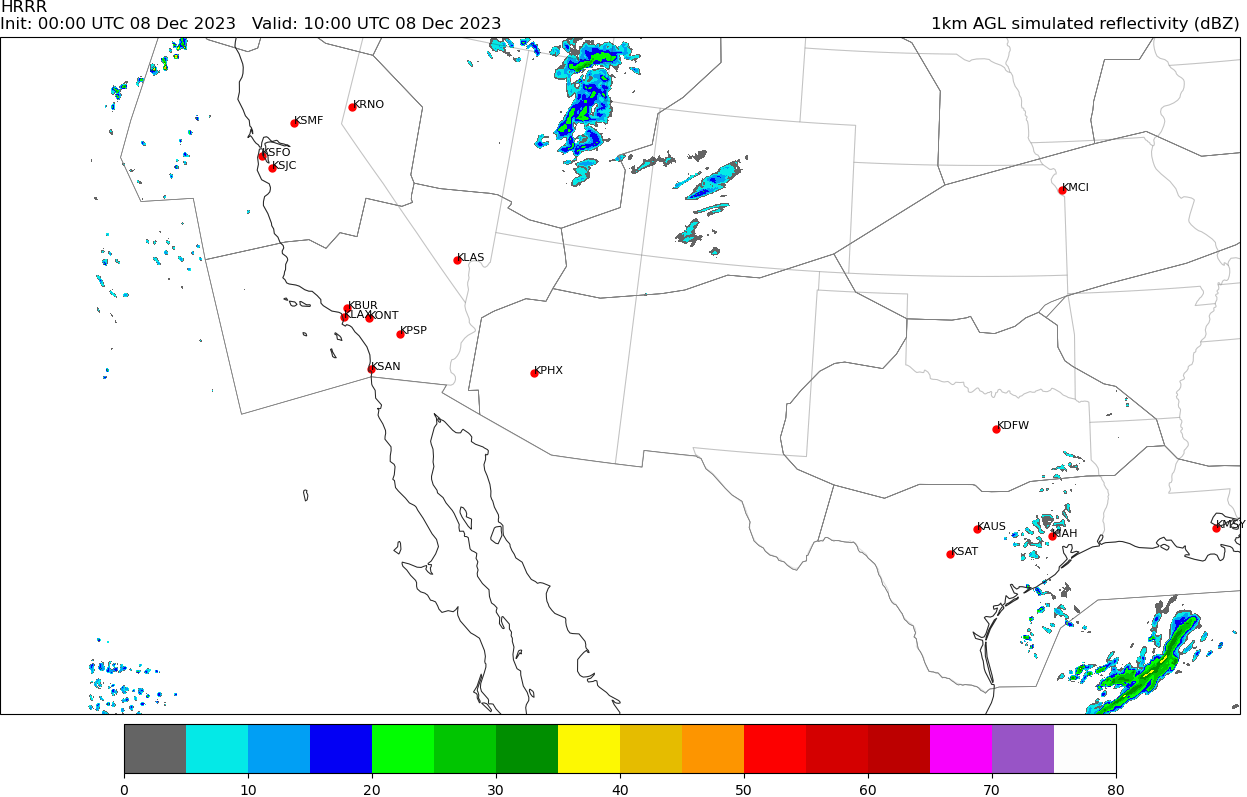 HRRR
Init: 00:00 UTC 08 Dec 2023   Valid: 10:00 UTC 08 Dec 2023   1km AGL simulated reflectivity (dBZ)
KRNO
KSMF
KSFO
KSJC
KMCI
KLAS
KBUR
KLAX KONT
KPSP
KSAN
KPHX
KDFW
KAUS
KMSY
KIAH
KSAT
0 10 20 30 40 50 60 70 80